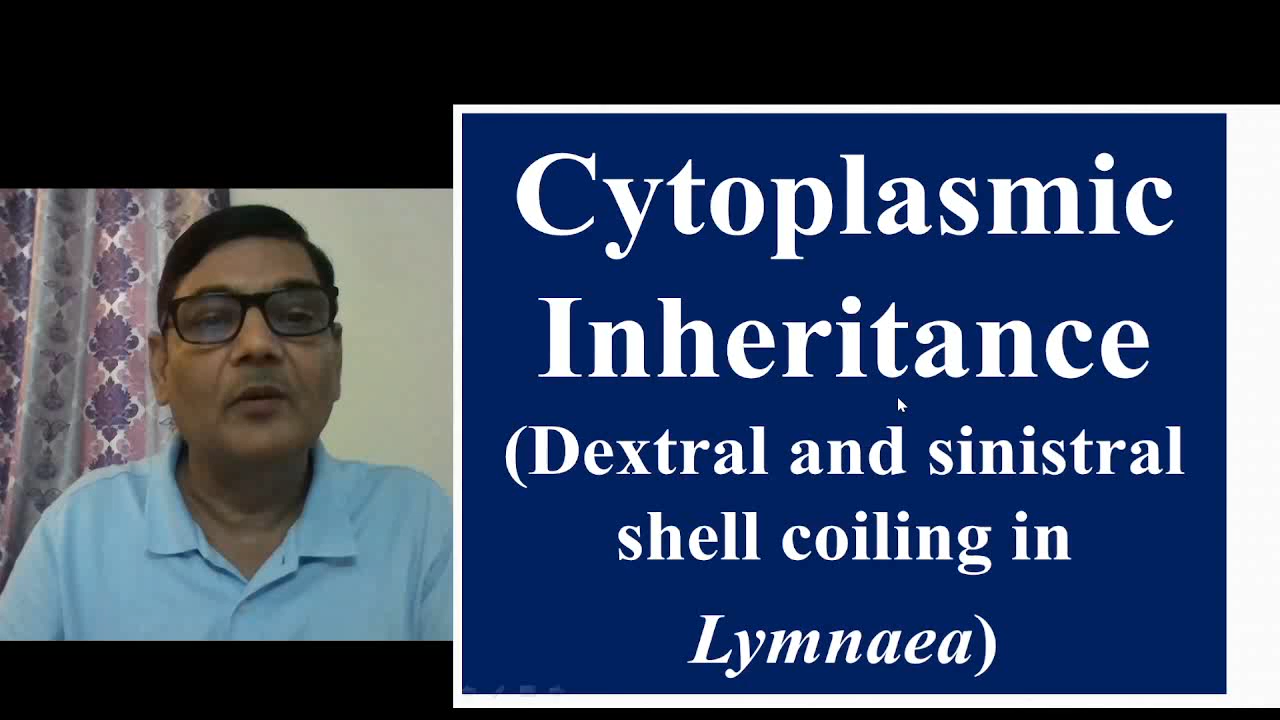 Cytoplasmic
Inheritance
(Dextral and sinistral
shell coiling in
Lymnaea)